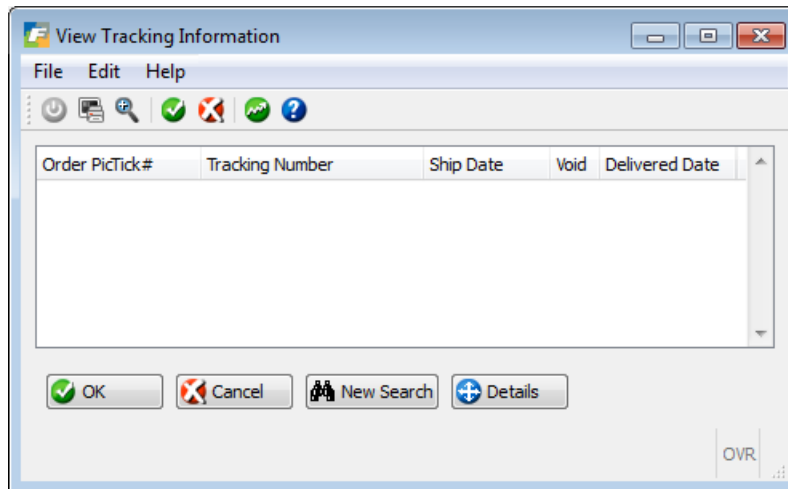 View Tracking Information
File Edit Help
Order PicTick# Tracking Number Ship Date Void Delivered Date
OK Cancel New Search Details
OVR